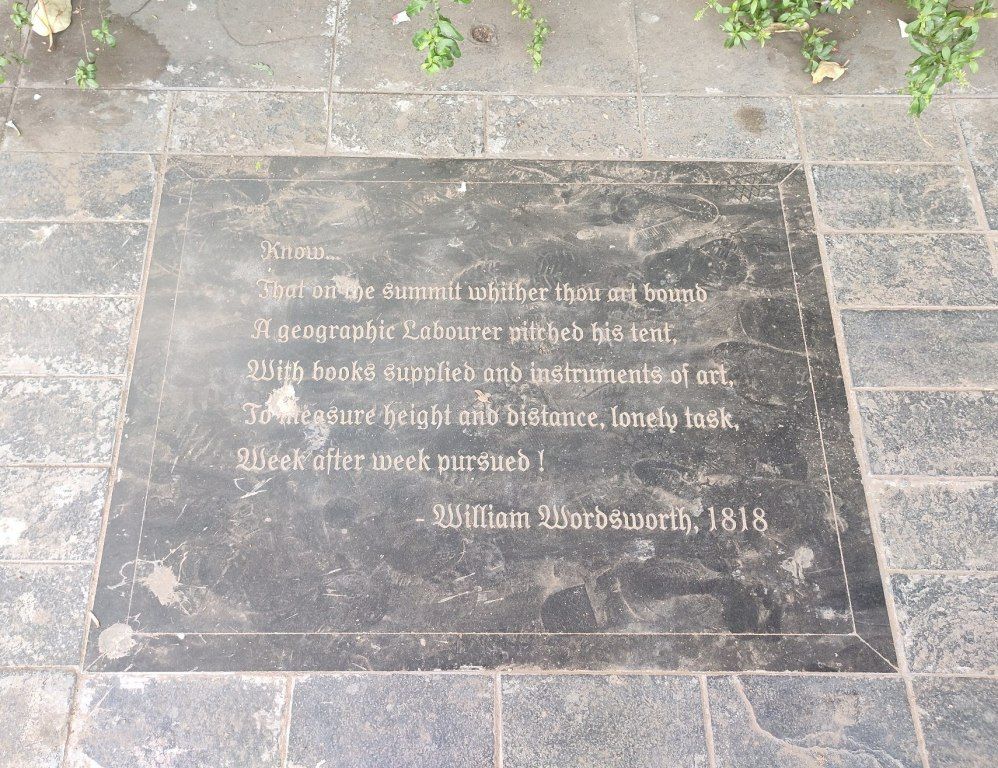 Know...
That on the summit whither thou art bound
A geographic Labourer pitched his tent,
With books supplied and instruments of art,
To measure height and distance, lonely task,
Week after week pursued !
- William Wordsworth, 1818